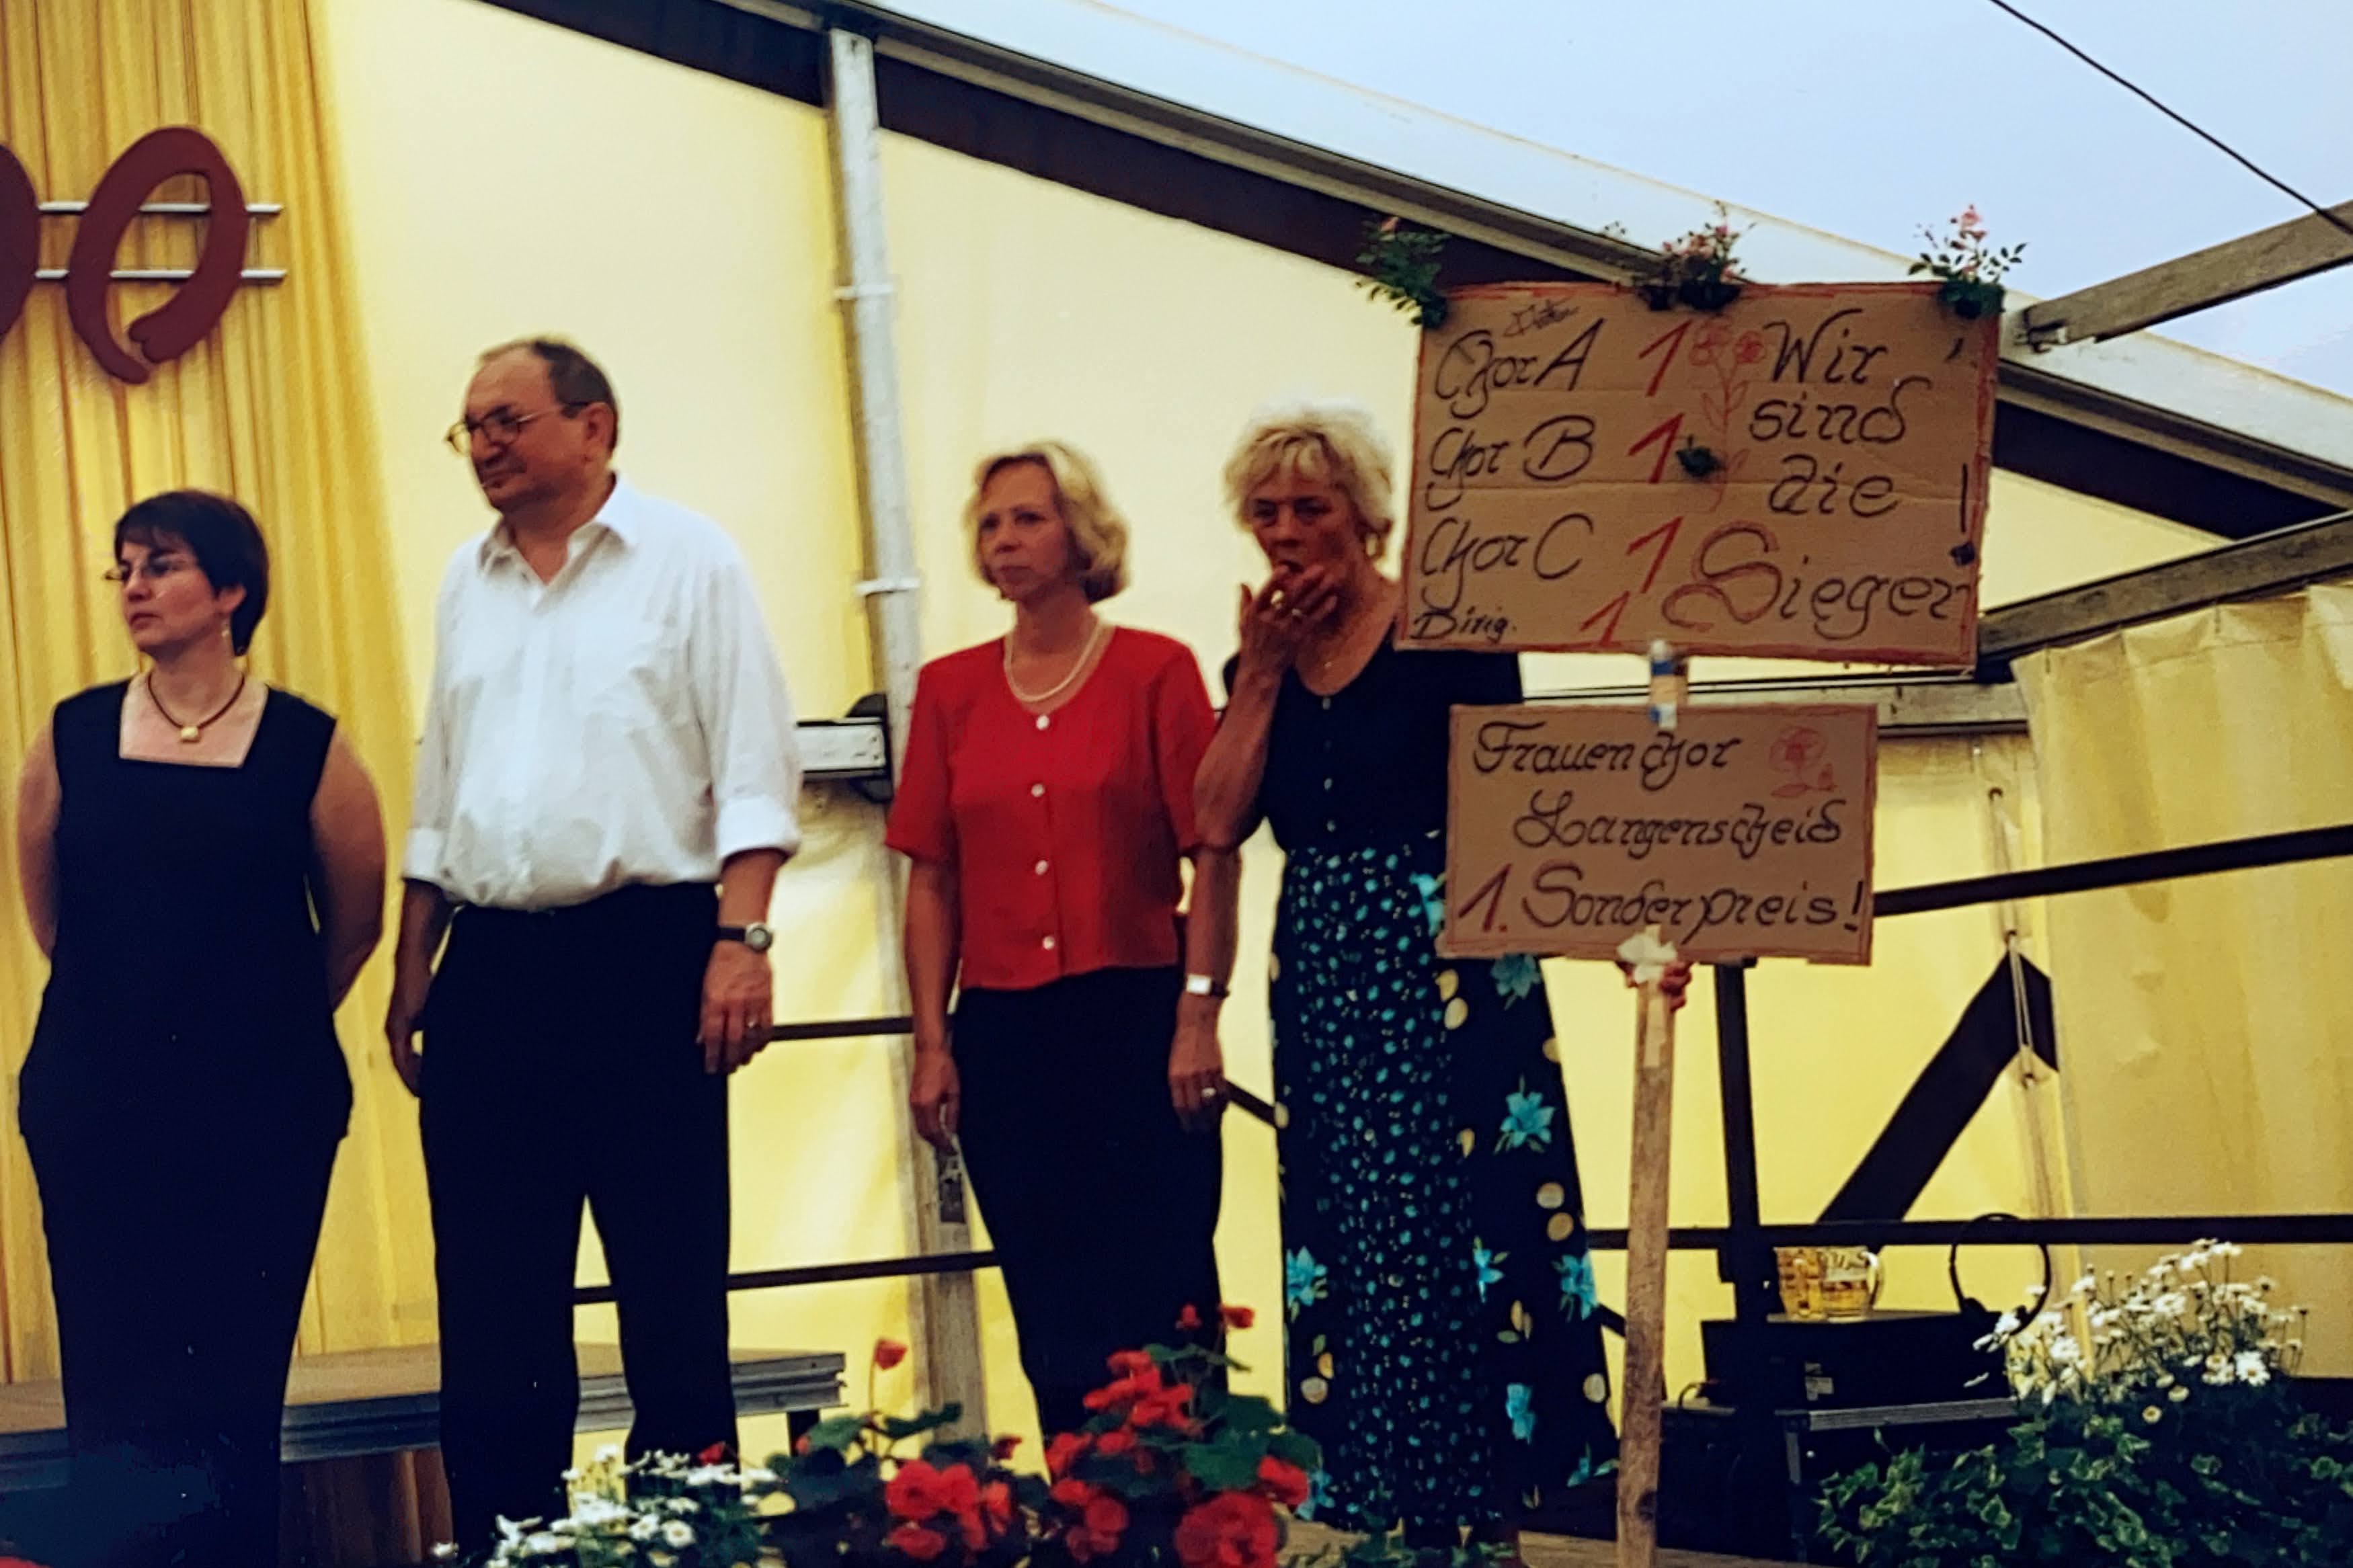 Chor A 1 Wir
sind
Chor B 1 die !
Chor C 1 Sieger
Dirig. 1
Frauenchor
Langenscheid
1. Sonderpreis!